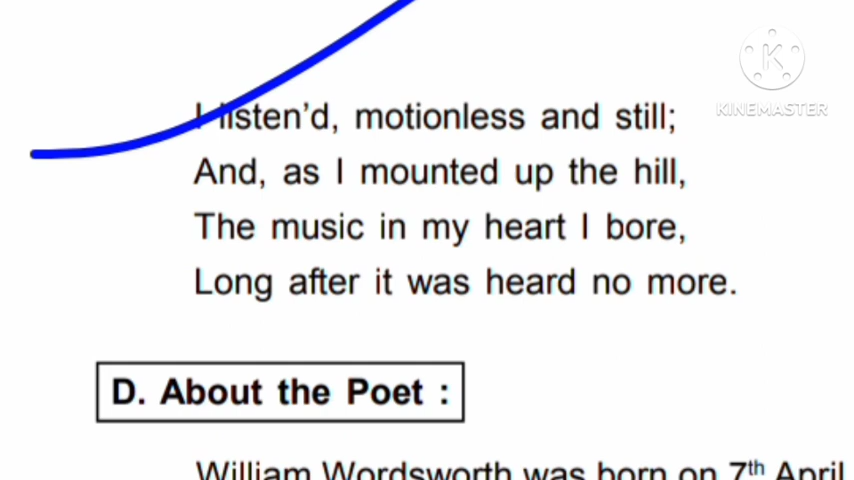 KINEMASTER
I listen'd, motionless and still;
And, as I mounted up the hill,
The music in my heart I bore,
Long after it was heard no more.
D. About the Poet :
William Wordsworth was born on 7th April